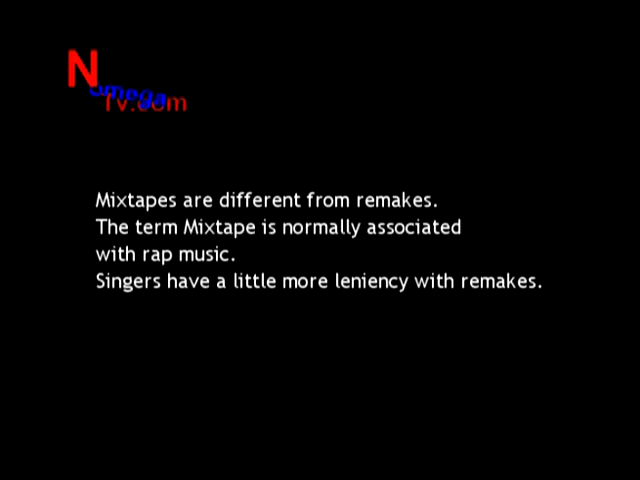 N
omega
Tv.com
Mixtapes are different from remakes.
The term Mixtape is normally associated
with rap music.
Singers have a little more leniency with remakes.